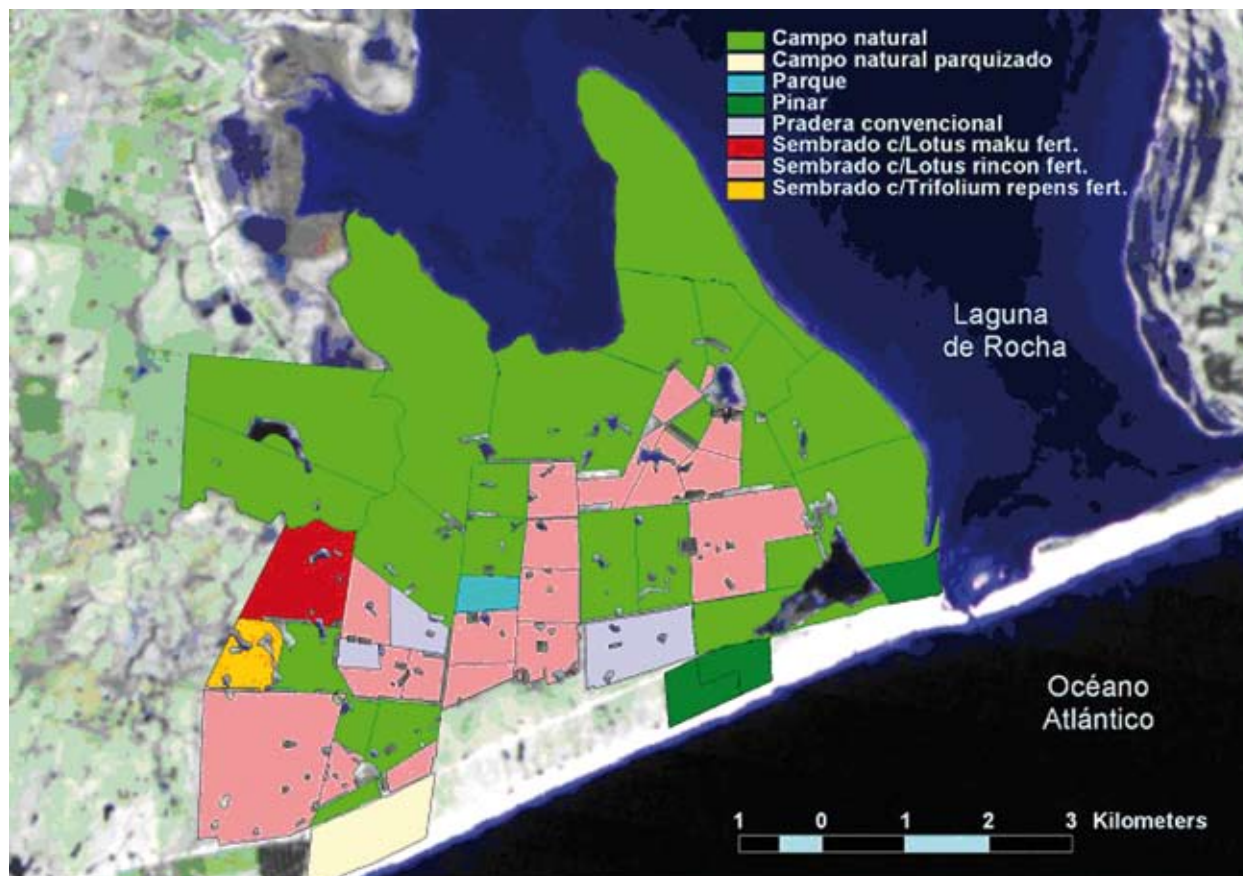 Campo natural
Campo natural parquizado
Parque
Pinar
Pradera convencional
Sembrado c/Lotus maku fert.
Sembrado c/Lotus rincon fert.
Sembrado c/Trifolium repens fert.
Laguna
de Rocha
Océano
Atlántico
1 0 1 2 3 Kilometers